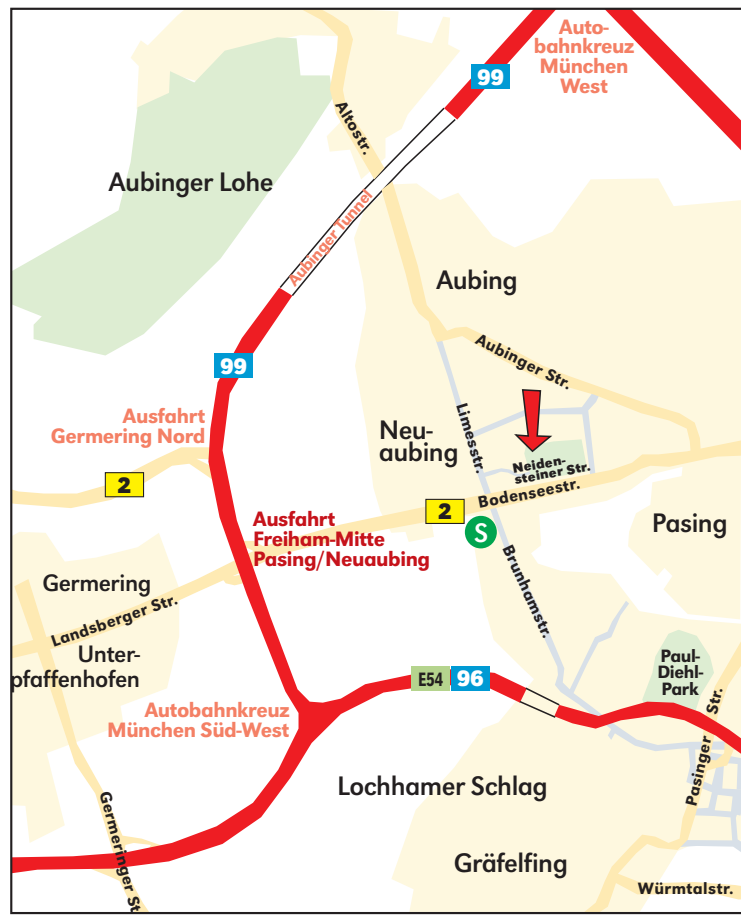 Auto-
bahnkreuz
München
West
99
Altostr.
Aubinger Lohe
Aubinger Tunnel
Aubing
99
Aubinger Str.
Ausfahrt
Germering Nord
Limesstr.
Neu-
aubing
Neiden-
steiner Str.
2
Bodenseestr.
2
Ausfahrt
Freiham-Mitte
Pasing/Neuaubing
S
Pasing
Brunhamstr.
Germering
Landsberger Str.
Unter-
pfaffenhofen
Paul-
Diehl-
Park
E54
96
Autobahnkreuz
München Süd-West
Pasinger Str.
Lochhamer Schlag
Germeringer St
Gräfelfing
Würmtalstr.